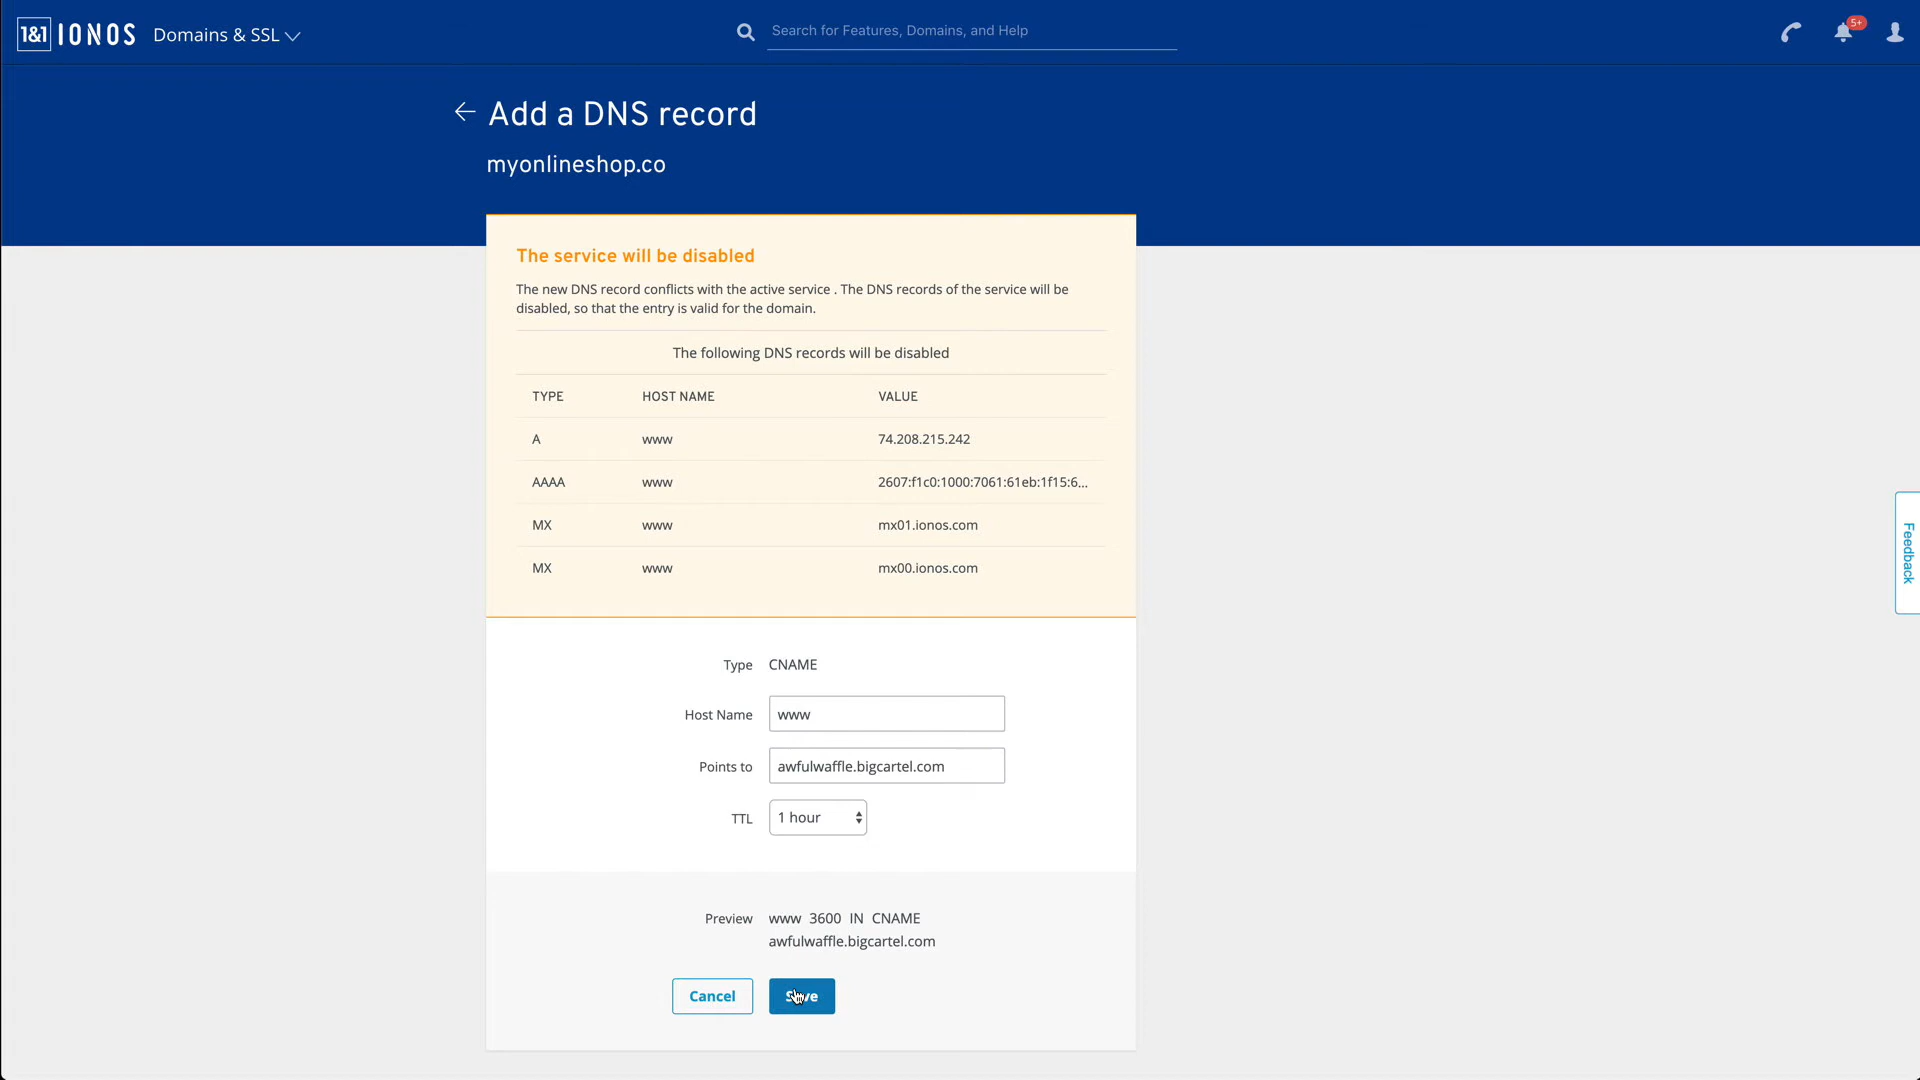 1&1 IONOS Domains & SSL
Search for Features, Domains, and Help
5+
Add a DNS record
myonlineshop.co
The service will be disabled
The new DNS record conflicts with the active service . The DNS records of the service will be
disabled, so that the entry is valid for the domain.
The following DNS records will be disabled
TYPE HOST NAME VALUE
A www 74.208.215.242
AAAA www 2607:f1c0:1000:7061:61eb:1f15:6...
MX www mx01.ionos.com
MX www mx00.ionos.com
Feedback
Type CNAME
Host Name www
Points to awfulwaffle.bigcartel.com
TTL 1 hour
Preview www 3600 IN CNAME
awfulwaffle.bigcartel.com
Cancel Save